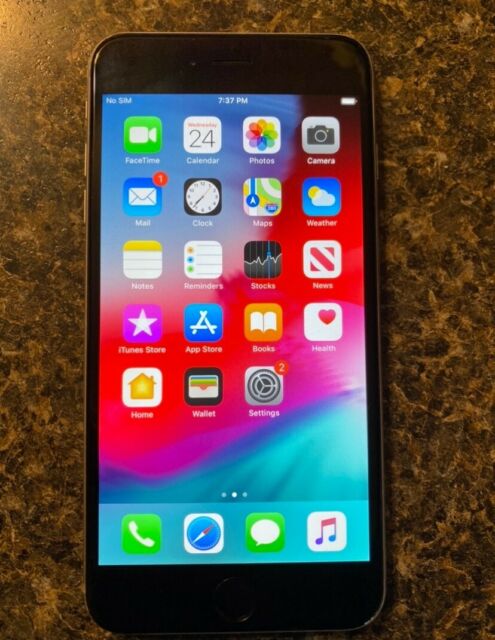 No SIM 7:37 PM
Wednesday
24
FaceTime Calendar Photos Camera
1
280
Mail Clock Maps Weather
Notes Reminders Stocks News
iTunes Store App Store Books Health
2
Home Wallet Settings